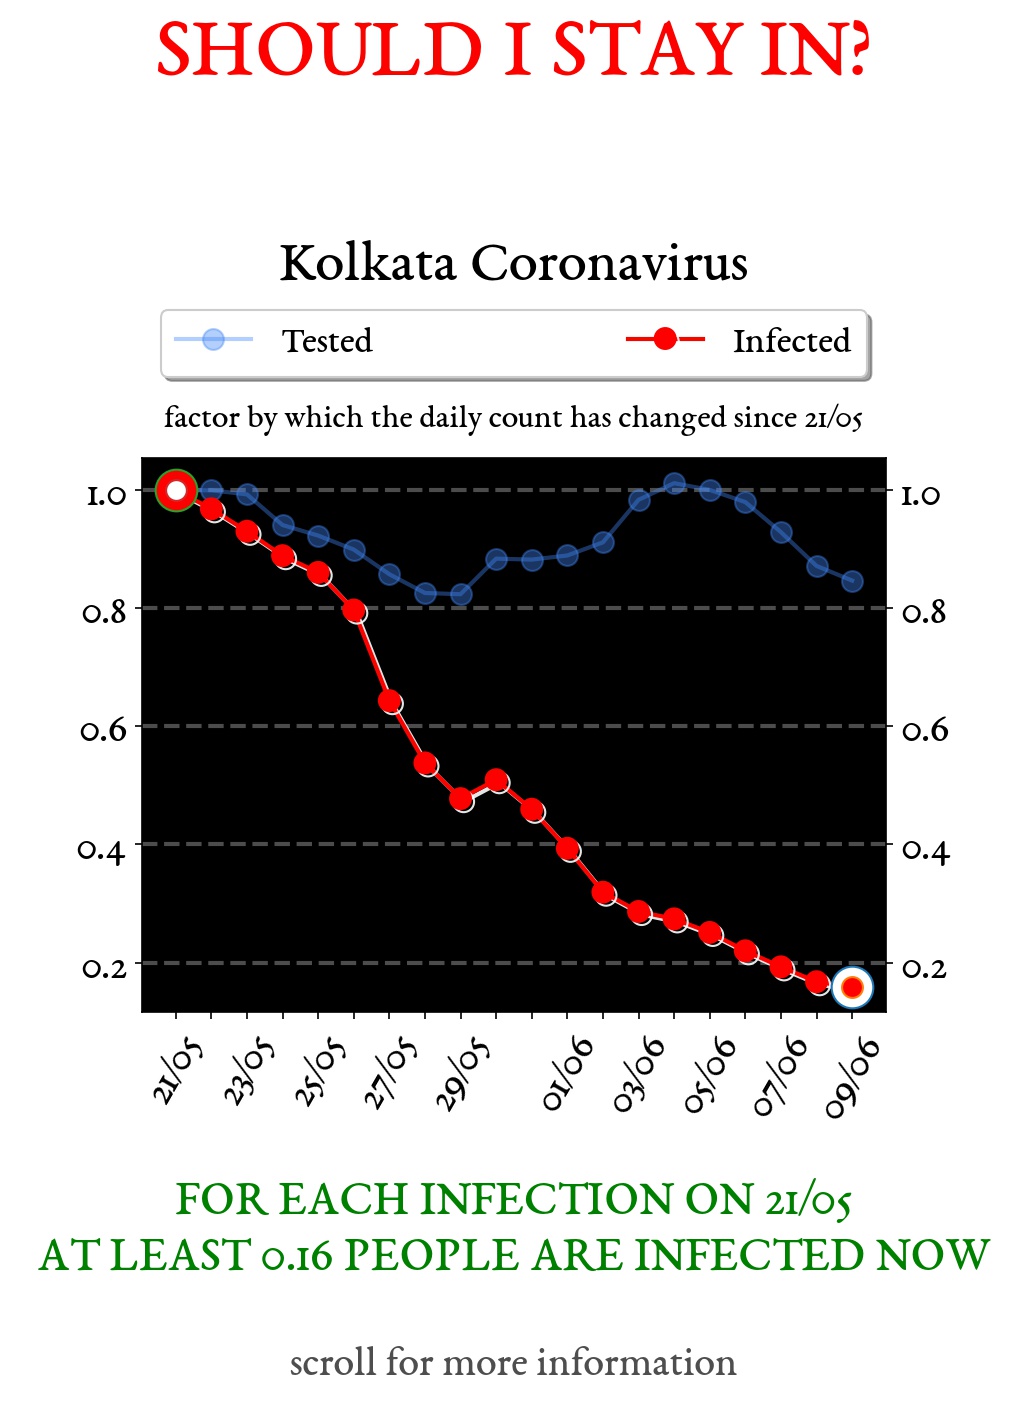 SHOULD I STAY IN?
Kolkata Coronavirus
Tested Infected
factor by which the daily count has changed since 21/05
1.0 1.0
0.8 0.8
0.6 0.6
0.4 0.4
0.2 0.2
21/05 23/05 25/05 27/05 29/05 01/06 03/06 05/06 07/06 09/06
FOR EACH INFECTION ON 21/05
AT LEAST 0.16 PEOPLE ARE INFECTED NOW
scroll for more information